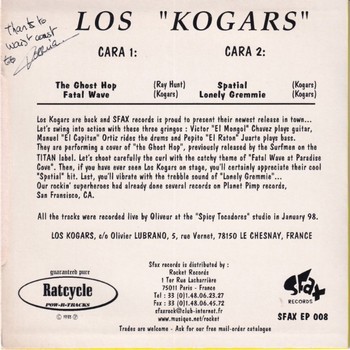 Thanks to
LOS "KOGARS"
CARA 1:
CARA 2:
The Ghost Hop (Ray Hunt)
Fatal Wave (Kogars)
Spatial (Kogars)
Lonely Gremmie (Kogars)
Los Kogars are back and SFAX records is proud to present their newest release in town...
Let's swing into action with these three gringos : Victor "El Mongol" Chavez plays guitar,
Manuel "El Capitan" Ortiz rides the drums and Pepito "El Raton" Juarte plays bass.
They are performing a cover of "the Ghost Hop", previously released by the Surfmen on the
TITAN label. Let's shoot carefully the curl with the catchy theme of "Fatal Wave at Paradise
Cove". Then, if you have ever seen Los Kogars on stage, you'll certainly appreciate their cool
"Spatial" hit. Last, you'll vibrate with the trebble sound of "Lonely Gremmie"...
Our rockin' superheroes had already done several records on Planet Pimp records,
San Fransisco, CA.
All the tracks were recorded live by Olivear at the "Spicy Tocadores" studio in January 98.
LOS KOGARS, c/o Olivier LUBRANO, 5, rue Vernet, 78150 LE CHESNAY, FRANCE
guaranteed pure
Ratcycle
POW-R-TRACKS
Sfax records is distributed by :
Rocket Records
1 ter Impasse Lachambaudie
75011 Paris - France
Tel : 33 (0)1.48.06.23.27
Fax : 33 (0)1.48.06.45.72
sfaxrock@club-internet.fr
www.musique.net/rocket
Trades are welcome - Ask for our free mail-order catalogue
Sfax
RECORDS
SFAX EP 008